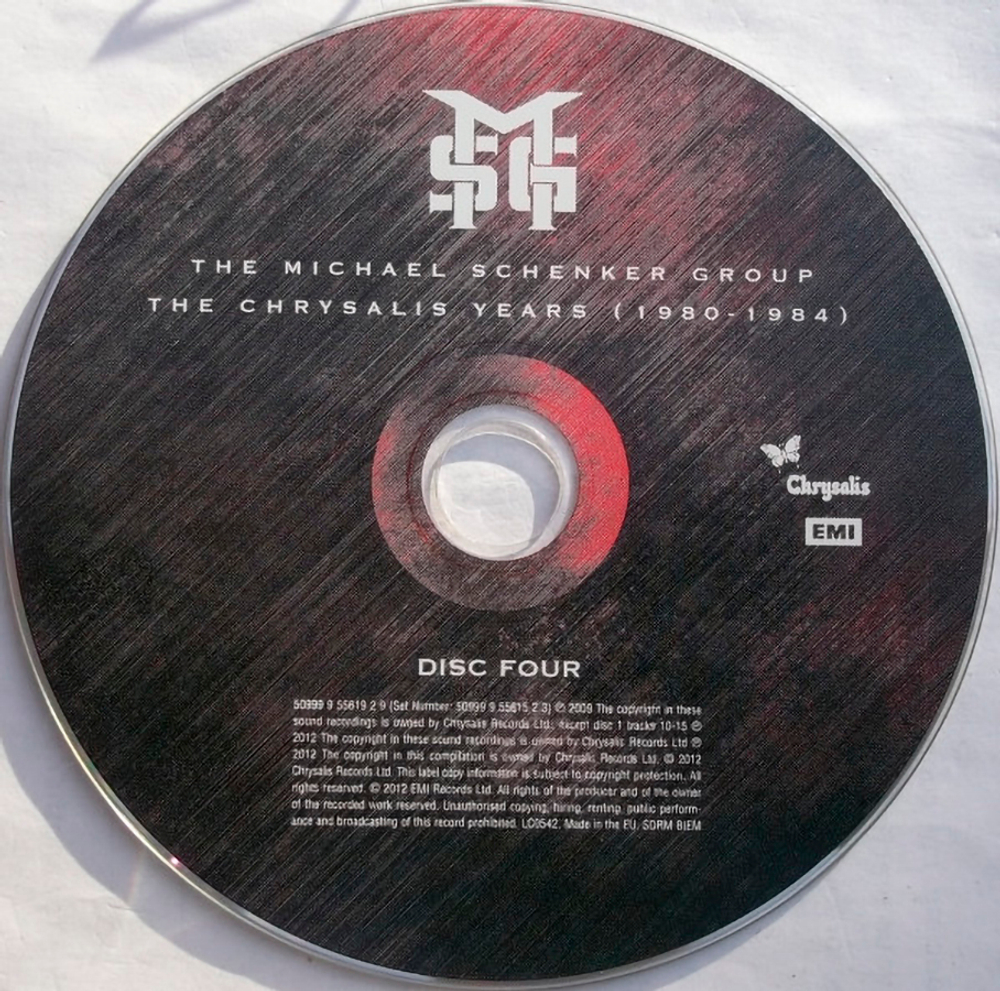 MSG
THE MICHAEL SCHENKER GROUP
THE CHRYSALIS YEARS (1980-1984)
Chrysalis
EMI
DISC FOUR
50999 9 55619 2 9 (Set Number: 50999 9 55615 2 3) ℗ 2009 The copyright in these
sound recordings is owned by Chrysalis Records Ltd., except disc 1 tracks 10-15 ℗
2012 The copyright in these sound recordings is owned by Chrysalis Records Ltd ℗
2012 The copyright in this compilation is owned by Chrysalis Records Ltd. © 2012
Chrysalis Records Ltd. This label copy information is subject to copyright protection. All
rights reserved. © 2012 EMI Records Ltd. All rights of the producer and of the owner
of the recorded work reserved. Unauthorised copying, hiring, renting, public perform-
ance and broadcasting of this record prohibited. LC0542. Made in the EU. SDRM BIEM